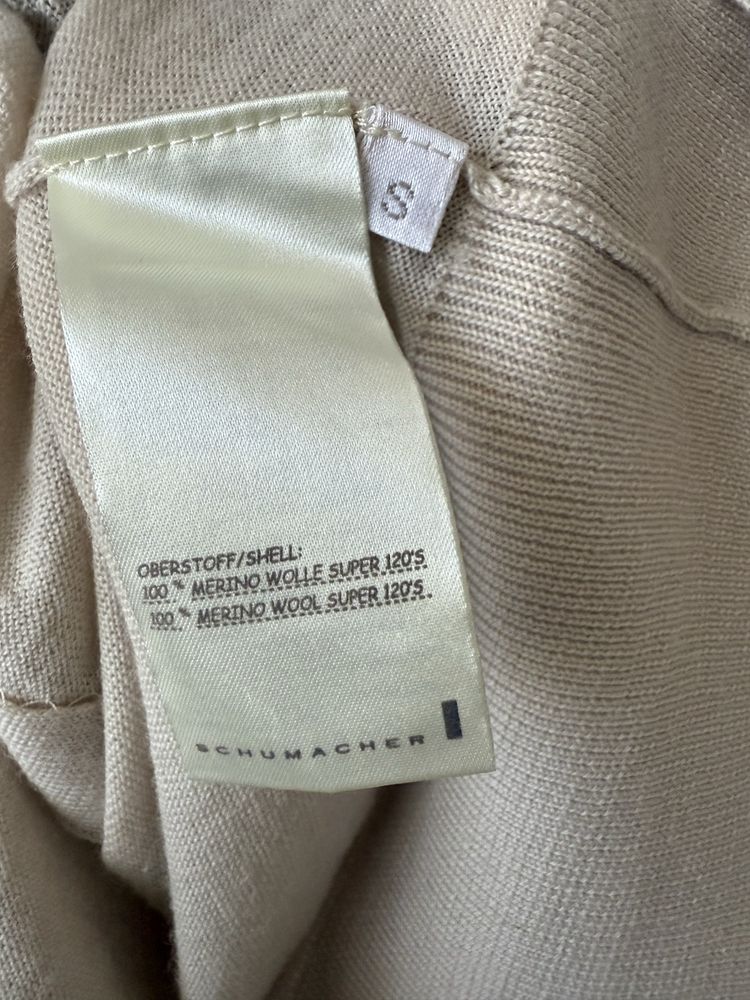 S
OBERSTOFF/SHELL:
100 % MERINO WOLLE SUPER 120'S
100 % MERINO WOOL SUPER 120'S
SCHUMACHER